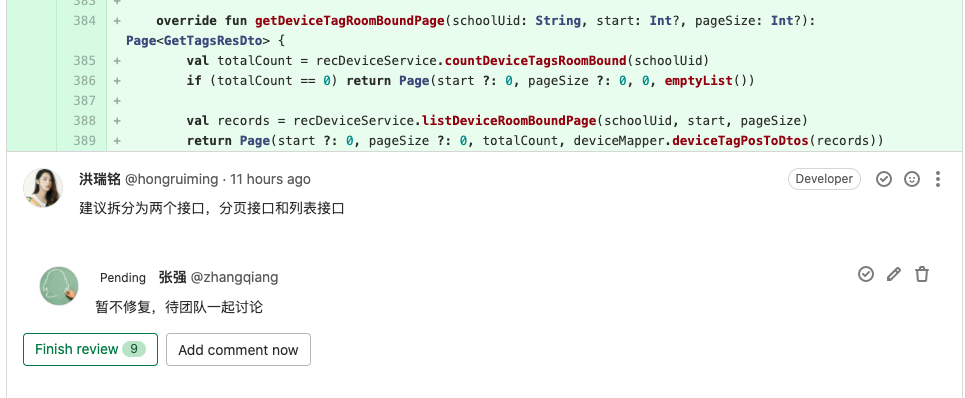 383 +
384 + override fun getDeviceTagRoomBoundPage(schoolUid: String, start: Int?, pageSize: Int?):
Page<GetTagsResDto> {
385 + val totalCount = recDeviceService.countDeviceTagsRoomBound(schoolUid)
386 + if (totalCount == 0) return Page(start ?: 0, pageSize ?: 0, 0, emptyList())
387 +
388 + val records = recDeviceService.listDeviceRoomBoundPage(schoolUid, start, pageSize)
389 + return Page(start ?: 0, pageSize ?: 0, totalCount, deviceMapper.deviceTagPosToDtos(records))
洪瑞铭 @hongruiming · 11 hours ago Developer
建议拆分为两个接口，分页接口和列表接口
Pending 张强 @zhangqiang
暂不修复，待团队一起讨论
Finish review 9 Add comment now